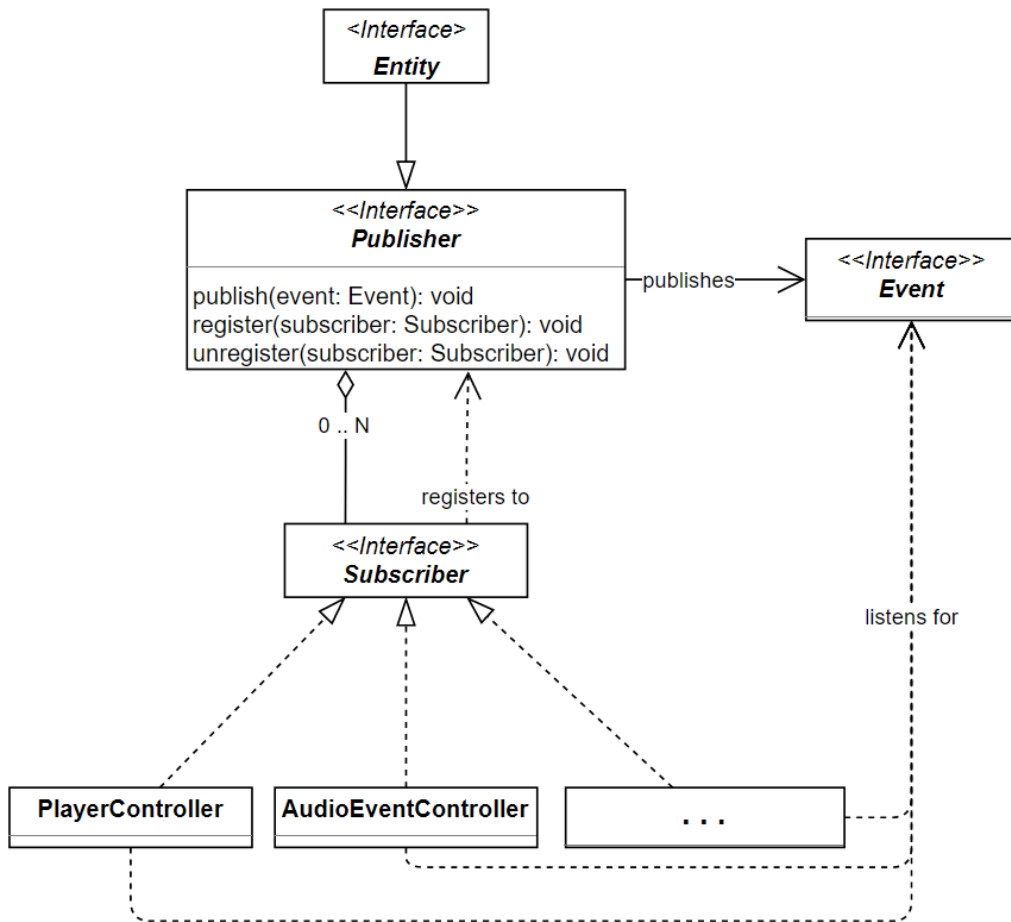 <Interface>
Entity
<<Interface>>
Publisher
publish(event: Event): void
register(subscriber: Subscriber): void
unregister(subscriber: Subscriber): void
publishes
<<Interface>>
Event
0 .. N
registers to
<<Interface>>
Subscriber
listens for
PlayerController
AudioEventController
. . .